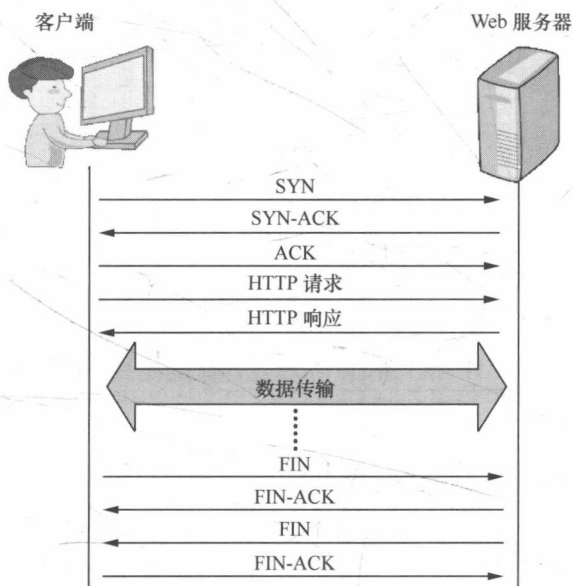 客户端
Web 服务器
SYN
SYN-ACK
ACK
HTTP 请求
HTTP 响应
数据传输
FIN
FIN-ACK
FIN
FIN-ACK